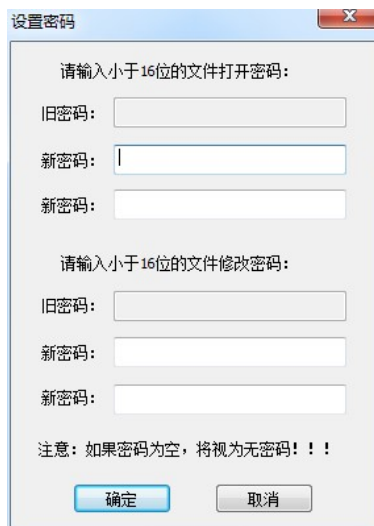 设置密码
请输入小于16位的文件打开密码：
旧密码：
新密码：
新密码：
请输入小于16位的文件修改密码：
旧密码：
新密码：
新密码：
注意：如果密码为空，将视为无密码！！！
确定 取消